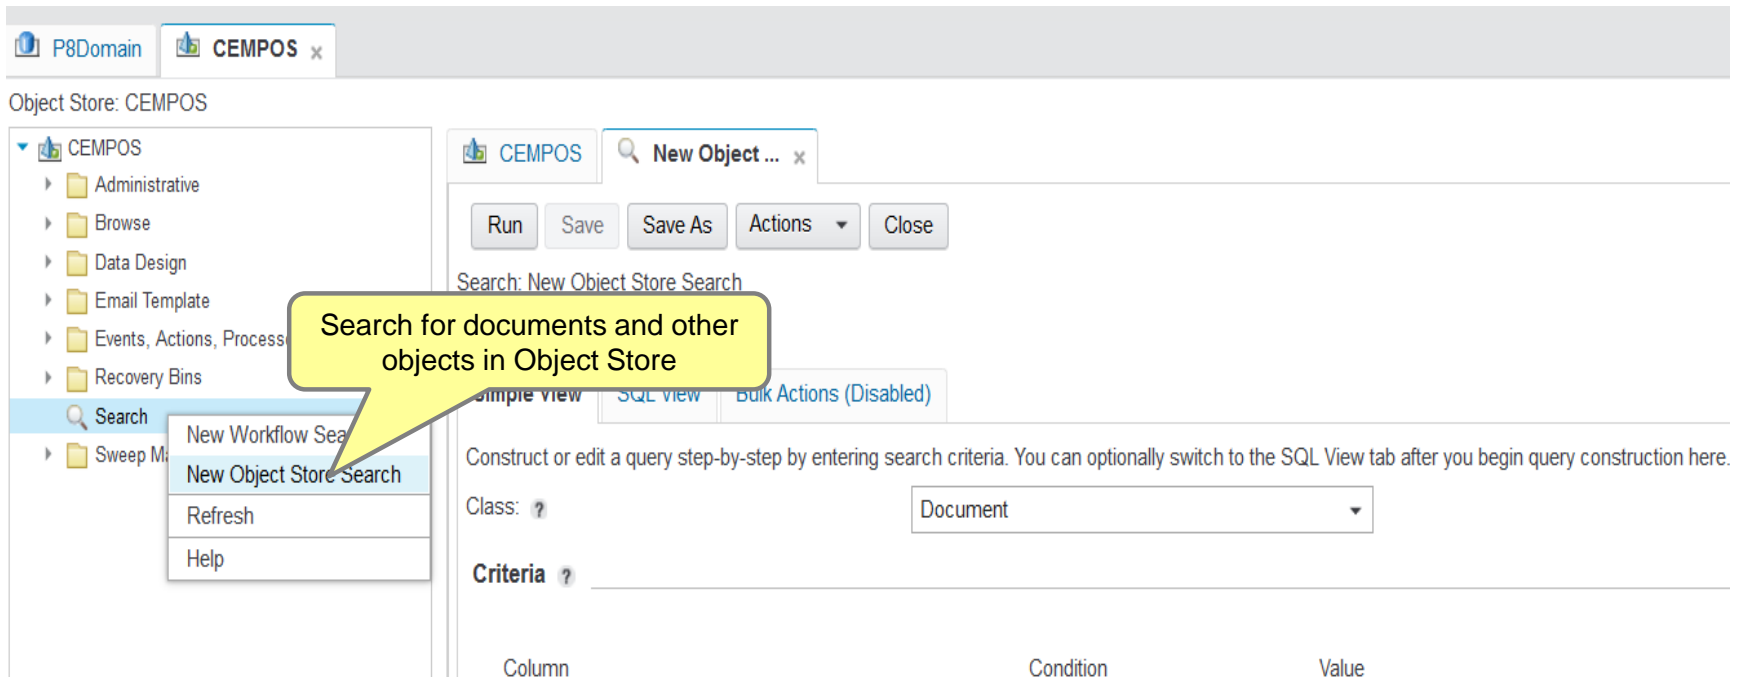 P8Domain CEMPOS x
Object Store: CEMPOS
CEMPOS
Administrative
Browse
Data Design
Email Template
Events, Actions, Process
Recovery Bins
Search
Sweep M
New Workflow Sea
New Object Store Search
Refresh
Help
Search for documents and other
objects in Object Store
CEMPOS New Object ... x
Run Save Save As Actions Close
Search: New Object Store Search
Simple View SQL View Bulk Actions (Disabled)
Construct or edit a query step-by-step by entering search criteria. You can optionally switch to the SQL View tab after you begin query construction here.
Class: ? Document
Criteria ?
Column Condition Value